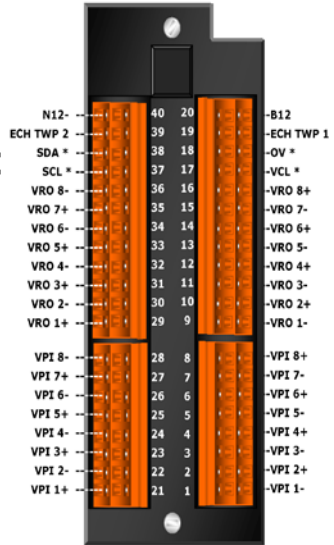 N12- 40 20 B12
ECH TWP 2 39 19 ECH TWP 1
SDA * 38 18 OV *
SCL * 37 17 VCL *
VRO 8- 36 16 VRO 8+
VRO 7+ 35 15 VRO 7-
VRO 6- 34 14 VRO 6+
VRO 5+ 33 13 VRO 5-
VRO 4- 32 12 VRO 4+
VRO 3+ 31 11 VRO 3-
VRO 2- 30 10 VRO 2+
VRO 1+ 29 9 VRO 1-
VPI 8- 28 8 VPI 8+
VPI 7+ 27 7 VPI 7-
VPI 6- 26 6 VPI 6+
VPI 5+ 25 5 VPI 5-
VPI 4- 24 4 VPI 4+
VPI 3+ 23 3 VPI 3-
VPI 2- 22 2 VPI 2+
VPI 1+ 21 1 VPI 1-